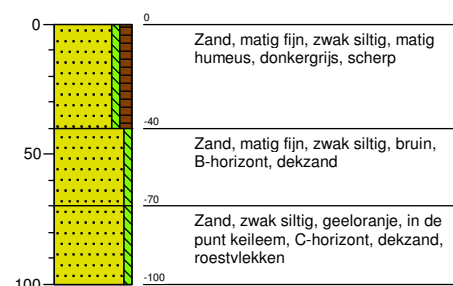 0
0
Zand, matig fijn, zwak siltig, matig
humeus, donkergrijs, scherp
-40
Zand, matig fijn, zwak siltig, bruin,
B-horizont, dekzand
50
-70
Zand, zwak siltig, geeloranje, in de
punt keileem, C-horizont, dekzand,
roestvlekken
100
-100